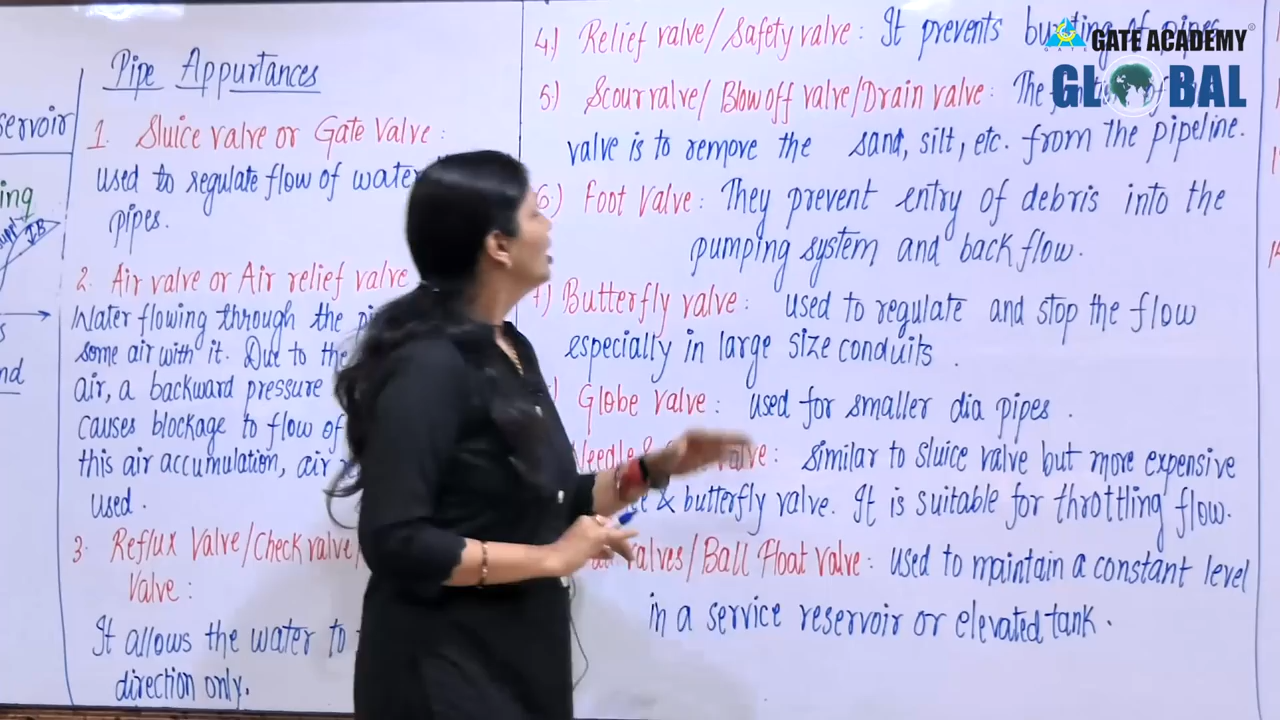 Pipe Appurtances
1. Sluice valve or Gate Valve :
used to regulate flow of water
pipes.
2. Air valve or Air relief valve
Water flowing through the
some air with it. Due to the
air, a backward pressure
causes blockage to flow of
this air accumulation, air
used.
3. Reflux Valve/Check valve/
Valve :
It allows the water to
direction only.
4.) Relief valve/Safety valve : It prevents bursting of pipes
5.) Scour valve/Blow off valve/Drain valve : The of
valve is to remove the sand, silt, etc. from the pipeline.
6.) Foot Valve : They prevent entry of debris into the
pumping system and back flow.
7) Butterfly valve : used to regulate and stop the flow
especially in large size conduits .
Globe Valve : used for smaller dia pipes .
Needle & valve : Similar to sluice valve but more expensive
& butterfly valve. It is suitable for throttling flow.
valves/Ball Float valve : used to maintain a constant level
in a service reservoir or elevated tank.
GATE ACADEMY
GLOBAL